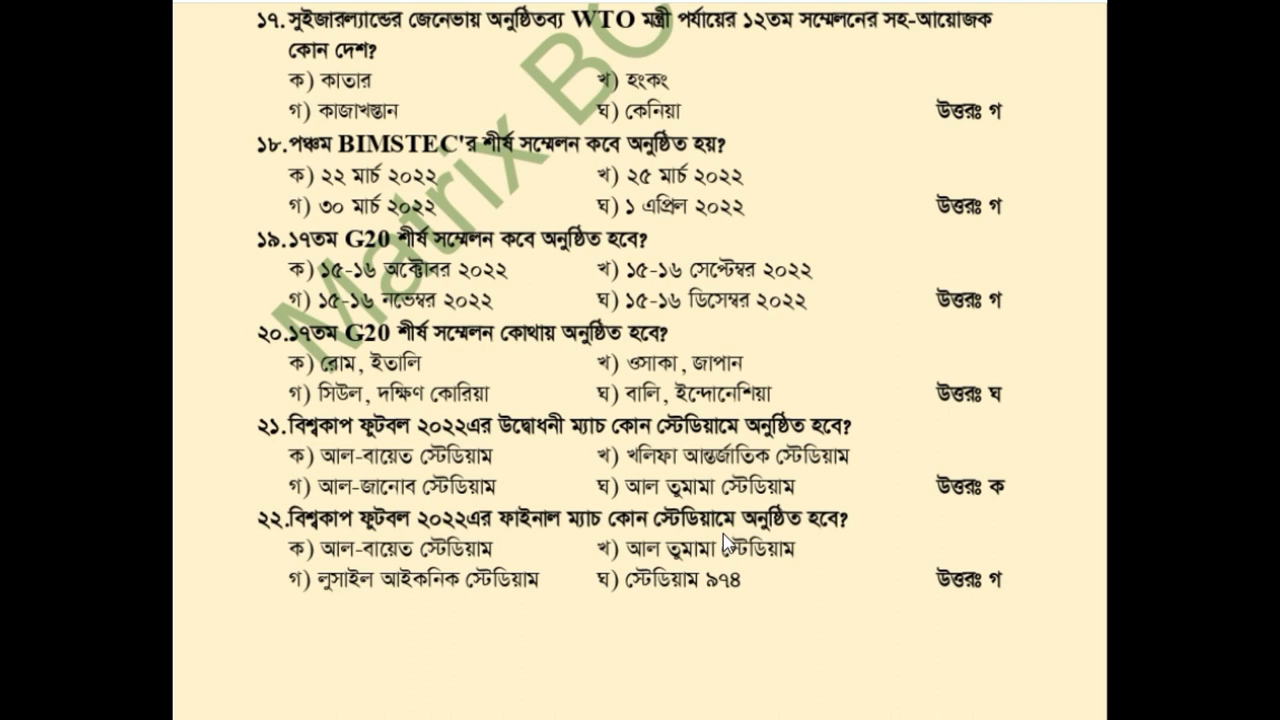 ১৭. সুইজারল্যান্ডের জেনেভায় অনুষ্ঠিতব্য WTO মন্ত্রী পর্যায়ের ১২তম সম্মেলনের সহ-আয়োজক
কোন দেশ?
ক) কাতার খ) হংকং
গ) কাজাখস্তান ঘ) কেনিয়া উত্তরঃ গ
১৮. পঞ্চম BIMSTEC'র শীর্ষ সম্মেলন কবে অনুষ্ঠিত হয়?
ক) ২২ মার্চ ২০২২ খ) ২৫ মার্চ ২০২২
গ) ৩০ মার্চ ২০২২ ঘ) ১ এপ্রিল ২০২২ উত্তরঃ গ
১৯. ১৭তম G20 শীর্ষ সম্মেলন কবে অনুষ্ঠিত হবে?
ক) ১৫-১৬ অক্টোবর ২০২২ খ) ১৫-১৬ সেপ্টেম্বর ২০২২
গ) ১৫-১৬ নভেম্বর ২০২২ ঘ) ১৫-১৬ ডিসেম্বর ২০২২ উত্তরঃ গ
২০. ১৭তম G20 শীর্ষ সম্মেলন কোথায় অনুষ্ঠিত হবে?
ক) রোম, ইতালি খ) ওসাকা, জাপান
গ) সিউল, দক্ষিণ কোরিয়া ঘ) বালি, ইন্দোনেশিয়া উত্তরঃ ঘ
২১. বিশ্বকাপ ফুটবল ২০২২এর উদ্বোধনী ম্যাচ কোন স্টেডিয়ামে অনুষ্ঠিত হবে?
ক) আল-বায়েত স্টেডিয়াম খ) খলিফা আন্তর্জাতিক স্টেডিয়াম
গ) আল-জানোব স্টেডিয়াম ঘ) আল তুমামা স্টেডিয়াম উত্তরঃ ক
২২. বিশ্বকাপ ফুটবল ২০২২এর ফাইনাল ম্যাচ কোন স্টেডিয়ামে অনুষ্ঠিত হবে?
ক) আল-বায়েত স্টেডিয়াম খ) আল তুমামা স্টেডিয়াম
গ) লুসাইল আইকনিক স্টেডিয়াম ঘ) স্টেডিয়াম ৯৭৪ উত্তরঃ গ
Matrix BC